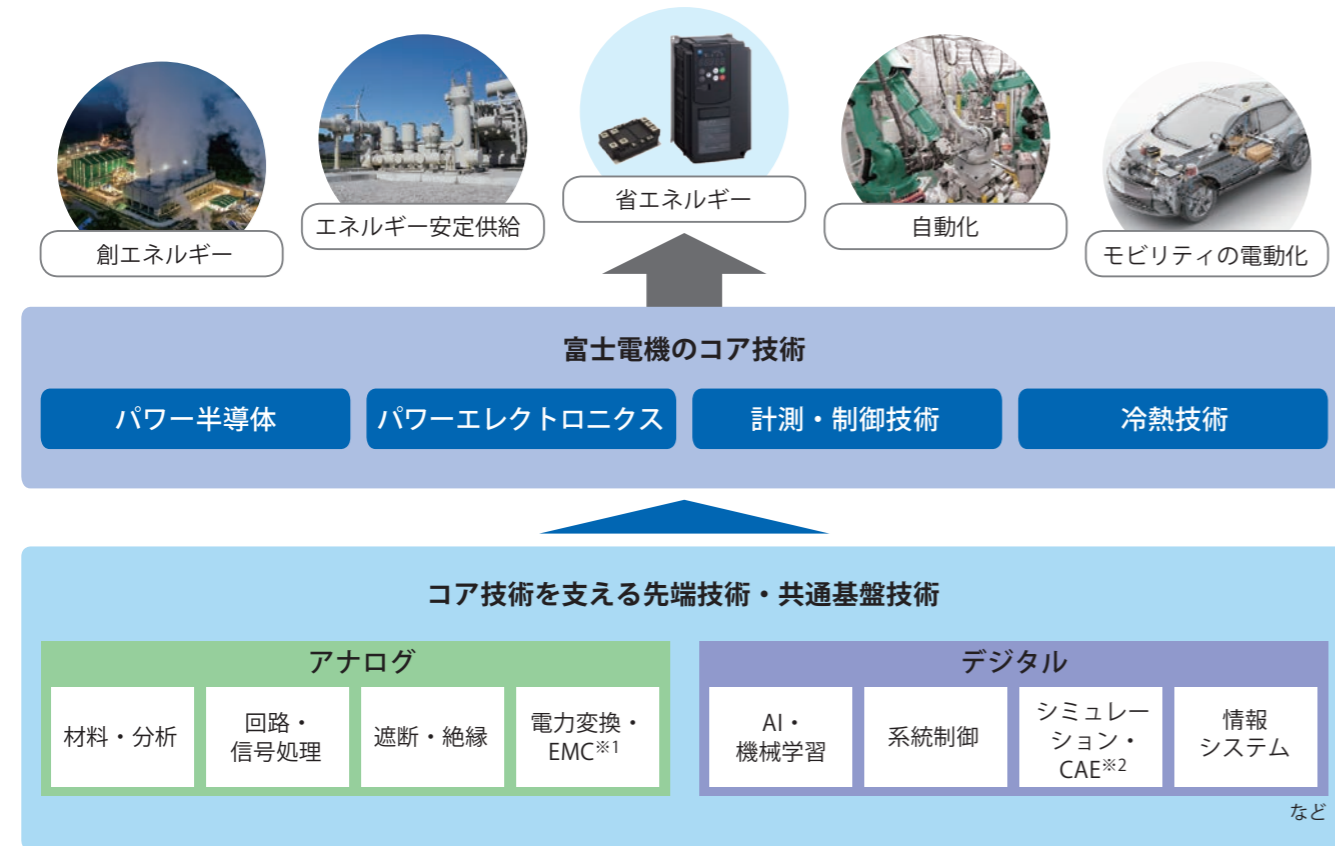 創エネルギー
エネルギー安定供給
省エネルギー
自動化
モビリティの電動化
富士電機のコア技術
パワー半導体
パワーエレクトロニクス
計測・制御技術
冷熱技術
コア技術を支える先端技術・共通基盤技術
アナログ
材料・分析
回路・
信号処理
遮断・絶縁
電力変換・
EMC※1
デジタル
AI・
機械学習
系統制御
シミュレー
ション・
CAE※2
情報
システム
など